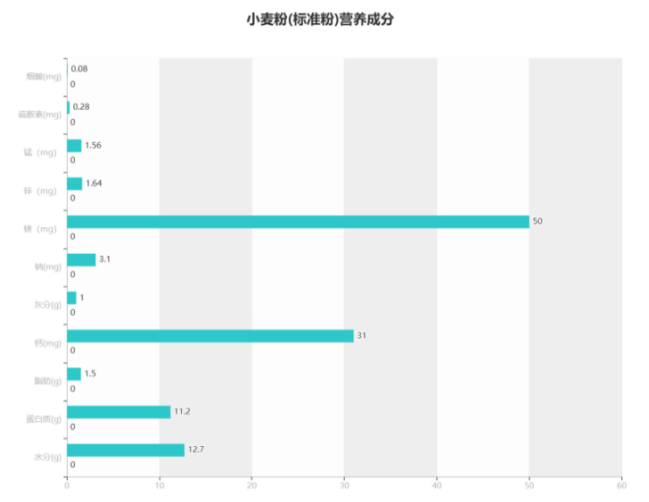 小麦粉(标准粉)营养成分
烟酸(mg)
0.08
0
硫胺素(mg)
0.28
0
锰（mg）
1.56
0
锌（mg）
1.64
0
镁（mg）
50
0
钠(mg)
3.1
0
灰分(g)
1
0
钙(mg)
31
0
脂肪(g)
1.5
0
蛋白质(g)
11.2
0
水分(g)
12.7
0
0 10 20 30 40 50 60